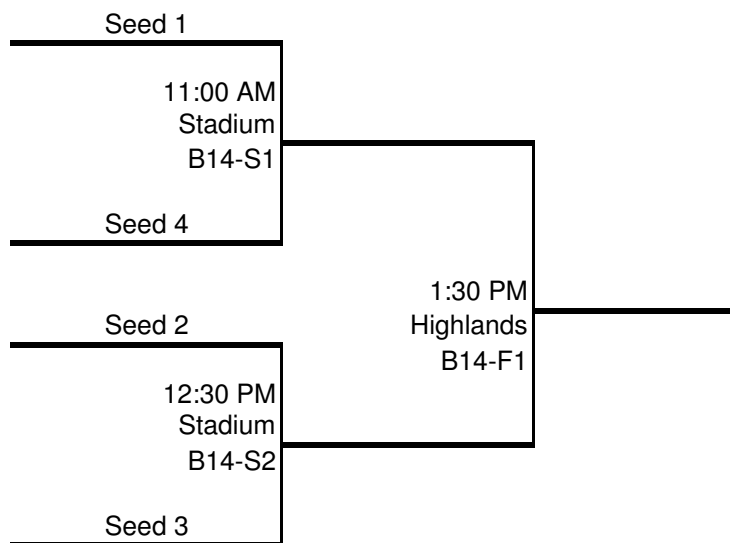 Seed 1
11:00 AM
Stadium
B14-S1
Seed 4
1:30 PM
Highlands
B14-F1
Seed 2
12:30 PM
Stadium
B14-S2
Seed 3